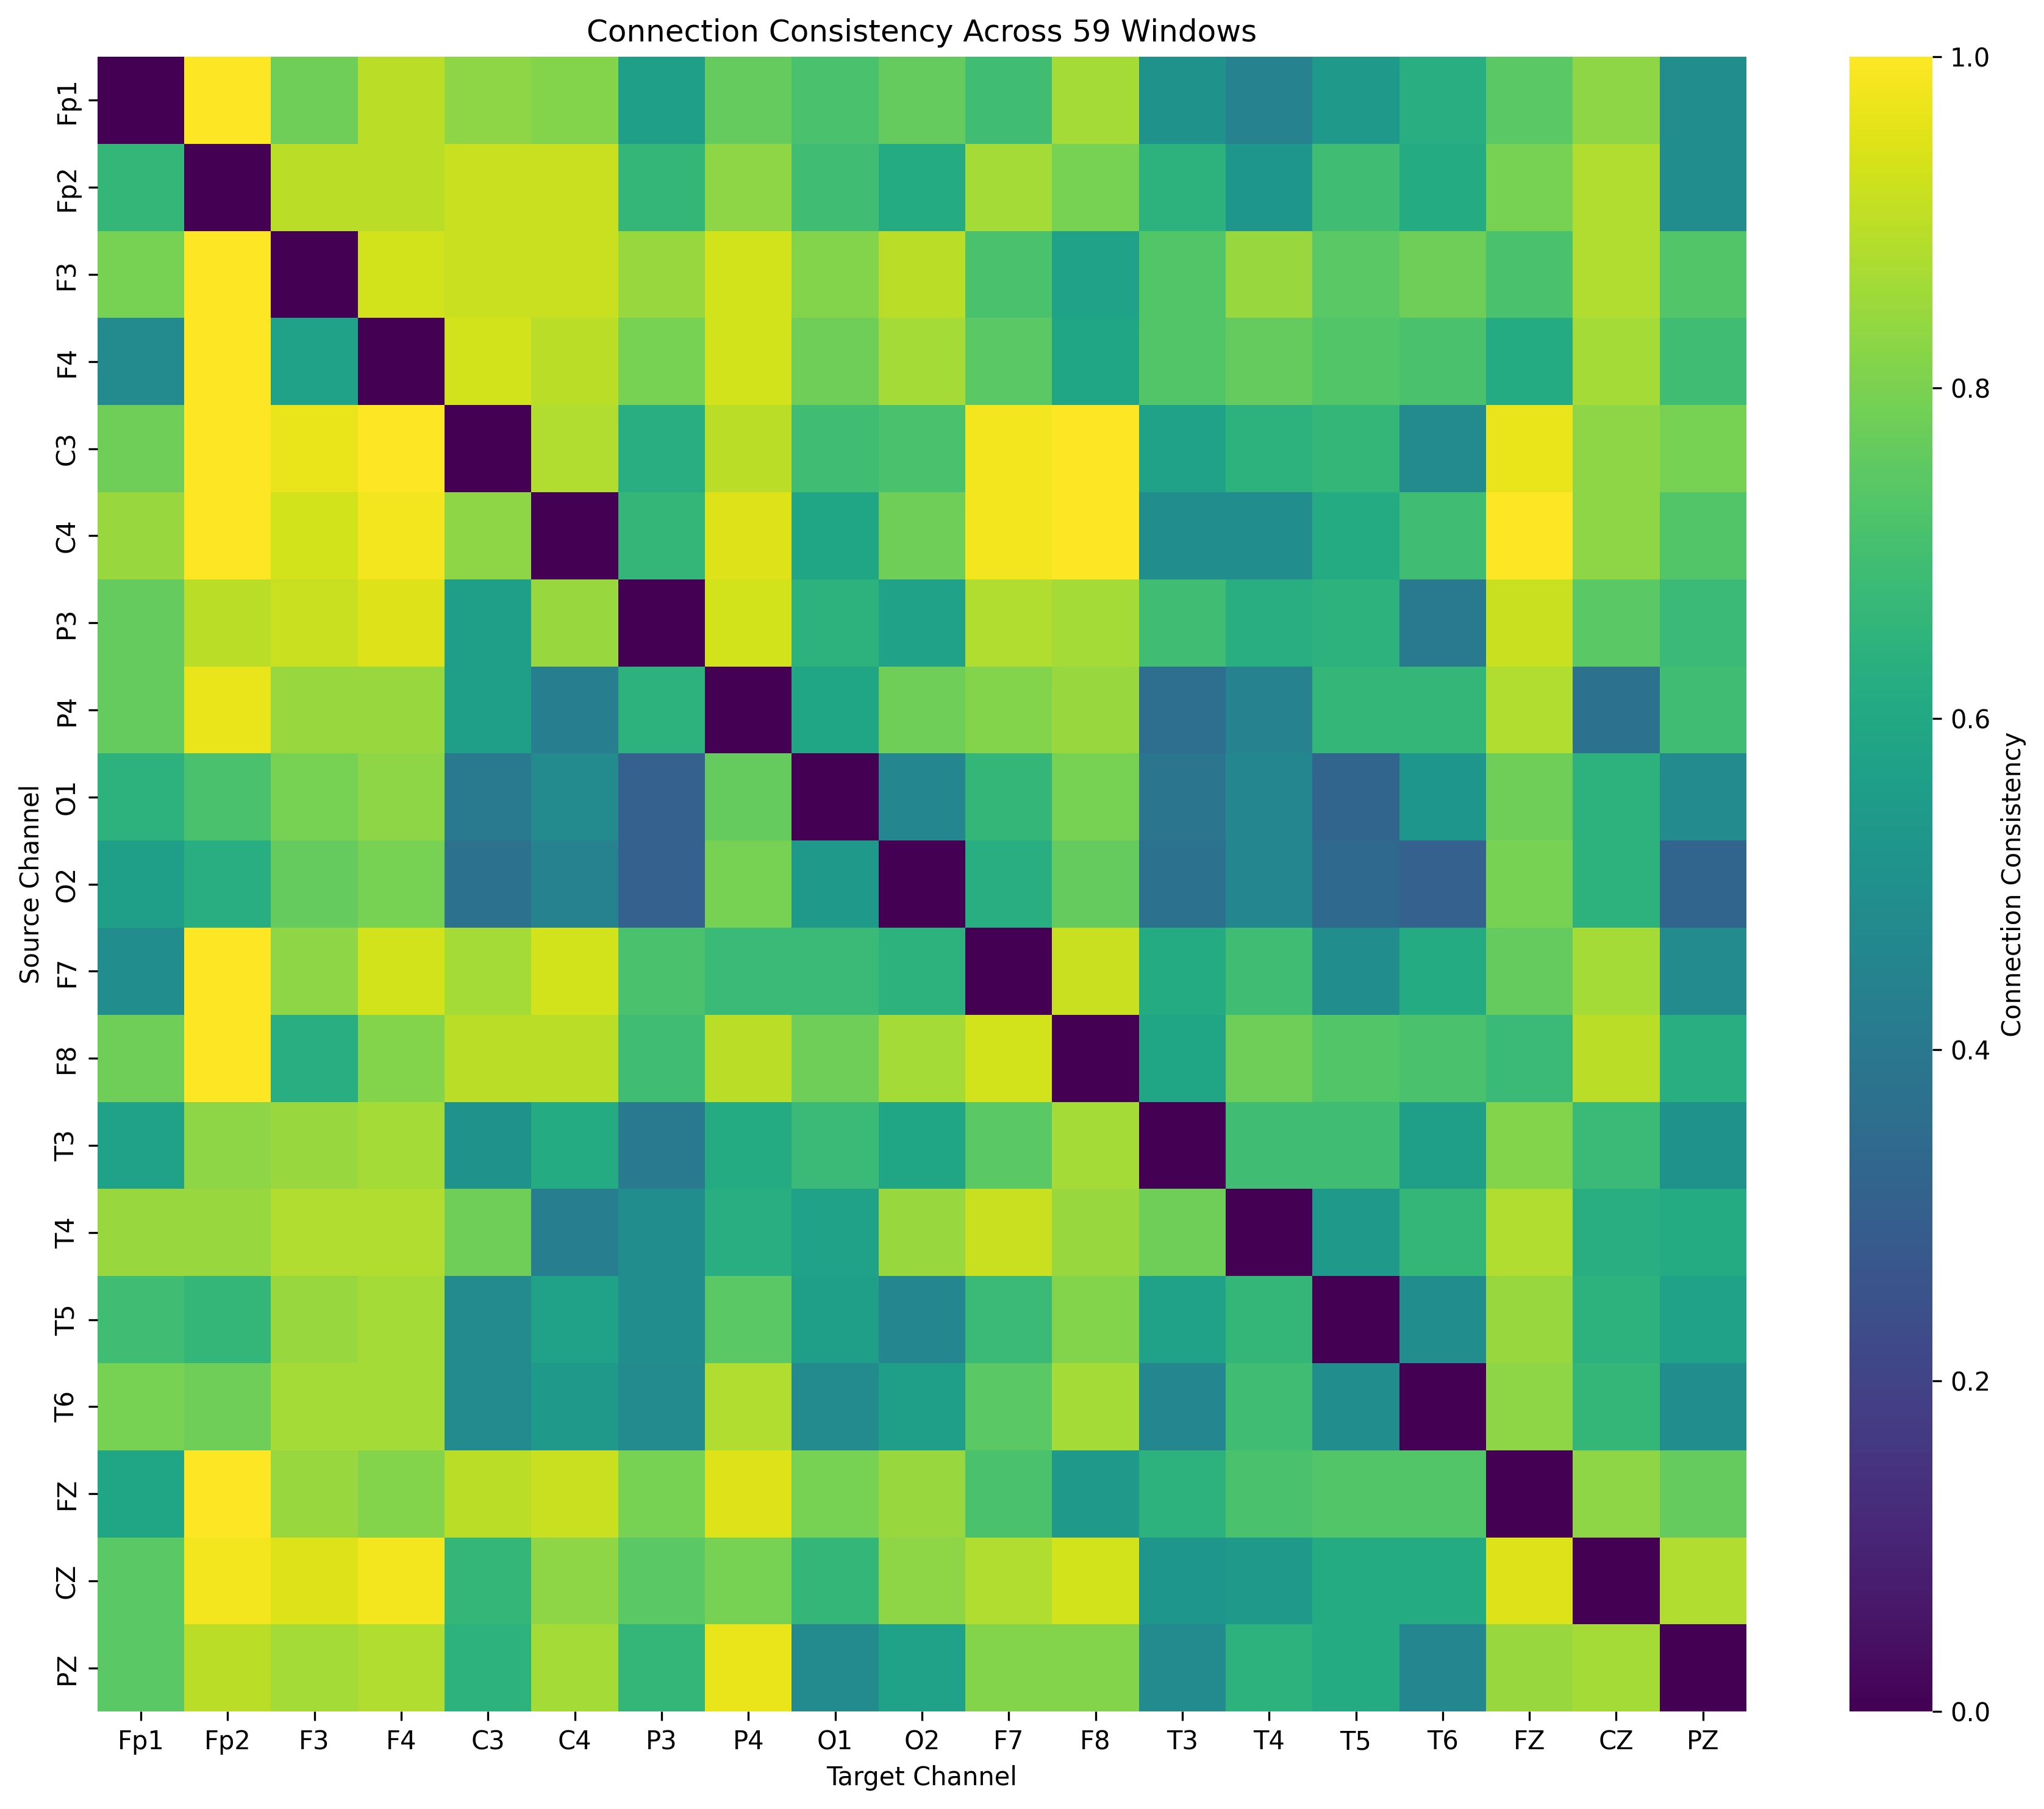 Connection Consistency Across 59 Windows
Source Channel
Fp1
Fp2
F3
F4
C3
C4
P3
P4
O1
O2
F7
F8
T3
T4
T5
T6
FZ
CZ
PZ
Fp1 Fp2 F3 F4 C3 C4 P3 P4 O1 O2 F7 F8 T3 T4 T5 T6 FZ CZ PZ
Target Channel
1.0
0.8
0.6
0.4
0.2
0.0
Connection Consistency